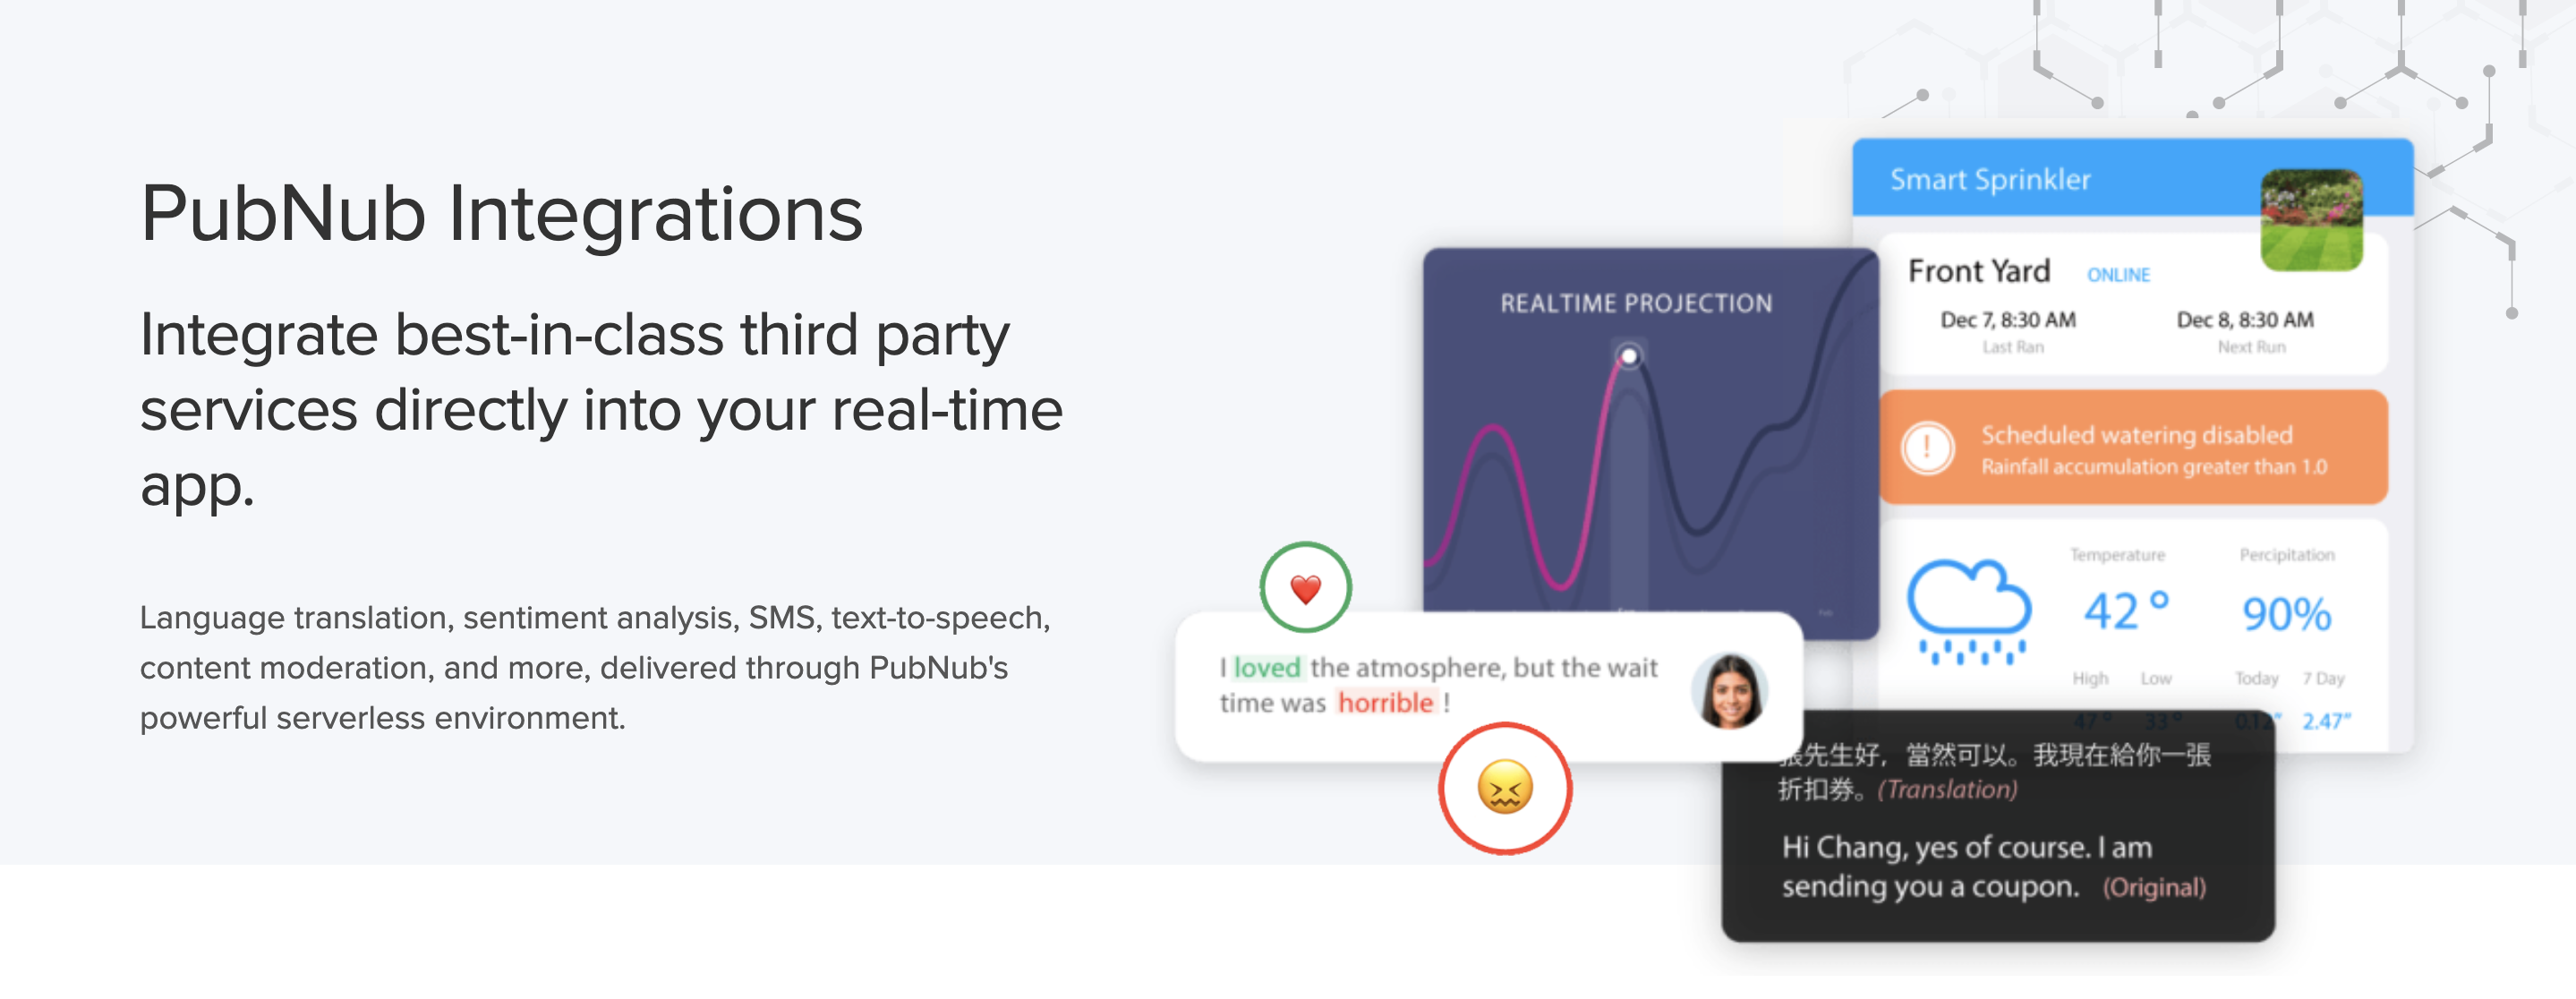 PubNub Integrations
Integrate best-in-class third party
services directly into your real-time
app.
Language translation, sentiment analysis, SMS, text-to-speech,
content moderation, and more, delivered through PubNub's
powerful serverless environment.
REALTIME PROJECTION
I loved the atmosphere, but the wait
time was horrible !
Smart Sprinkler
Front Yard ONLINE
Dec 7, 8:30 AM Dec 8, 8:30 AM
Last Ran Next Run
!
Scheduled watering disabled
Rainfall accumulation greater than 1.0
Temperature Percipitation
42° 90%
High Low Today 7 Day
47° 33° 0.12” 2.47”
張先生好，當然可以。我現在給你一張
折扣券。(Translation)
Hi Chang, yes of course. I am
sending you a coupon. (Original)